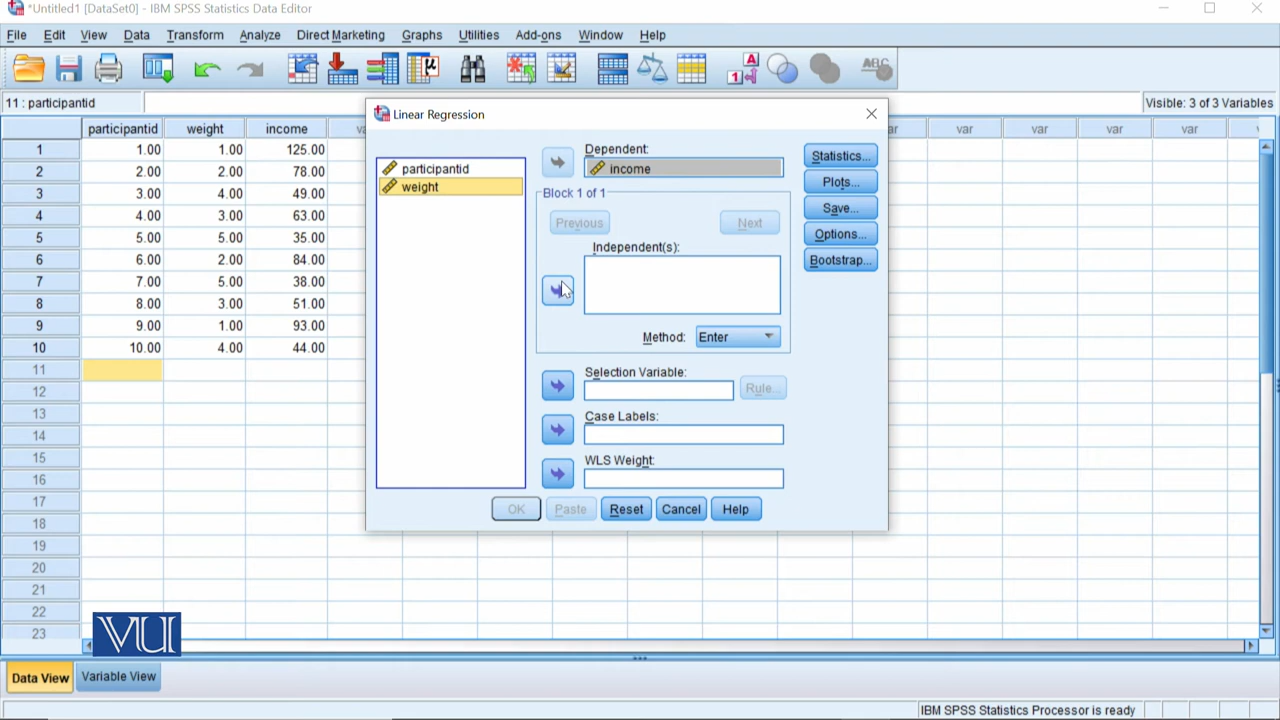 *Untitled1 [DataSet0] - IBM SPSS Statistics Data Editor
File Edit View Data Transform Analyze Direct Marketing Graphs Utilities Add-ons Window Help
11 : participantid
Visible: 3 of 3 Variables
participantid weight income var var var var
1 1.00 1.00 125.00
2 2.00 2.00 78.00
3 3.00 4.00 49.00
4 4.00 3.00 63.00
5 5.00 5.00 35.00
6 6.00 2.00 84.00
7 7.00 5.00 38.00
8 8.00 3.00 51.00
9 9.00 1.00 93.00
10 10.00 4.00 44.00
11
12
13
14
15
16
17
18
19
20
21
22
23
Linear Regression
participantid
weight
Dependent:
income
Block 1 of 1
Previous Next
Independent(s):
Method: Enter
Selection Variable:
Rule...
Case Labels:
WLS Weight:
Statistics...
Plots...
Save...
Options...
Bootstrap...
OK Paste Reset Cancel Help
VU
Data View Variable View
IBM SPSS Statistics Processor is ready